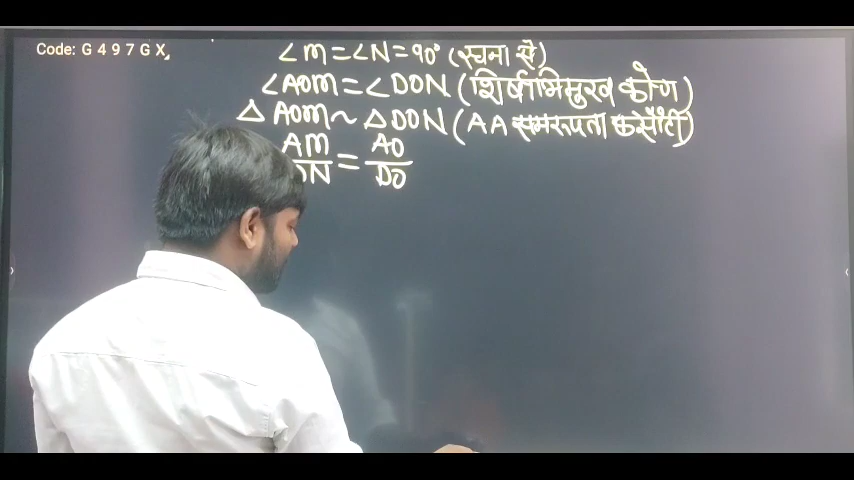 Code: G 4 9 7 G X
∠M = ∠N = 90° (रचना से)
∠AOM = ∠DON (शिर्षाभिमुख कोण)
△ AOM ~ △ DON (AA समरूपता कसौटी)
AM/DN = AO/DO